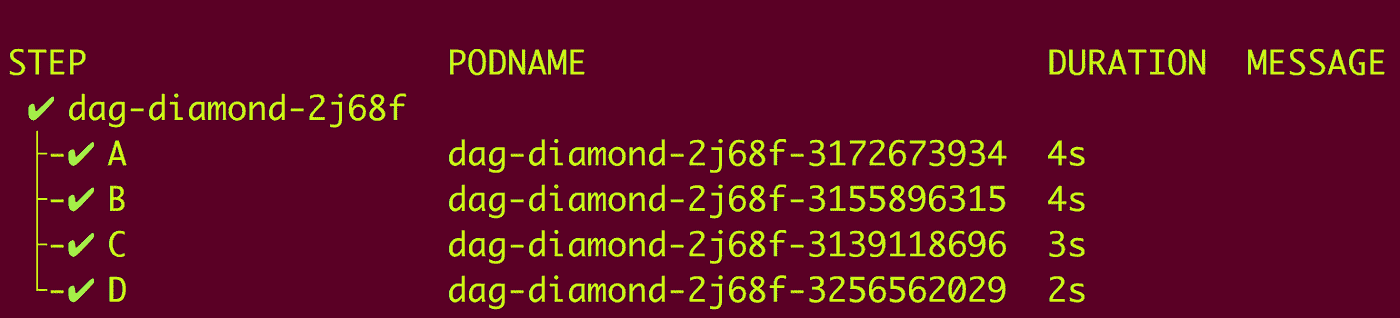 STEP PODNAME DURATION MESSAGE
✔ dag-diamond-2j68f
├-✔ A dag-diamond-2j68f-3172673934 4s
├-✔ B dag-diamond-2j68f-3155896315 4s
├-✔ C dag-diamond-2j68f-3139118696 3s
└-✔ D dag-diamond-2j68f-3256562029 2s